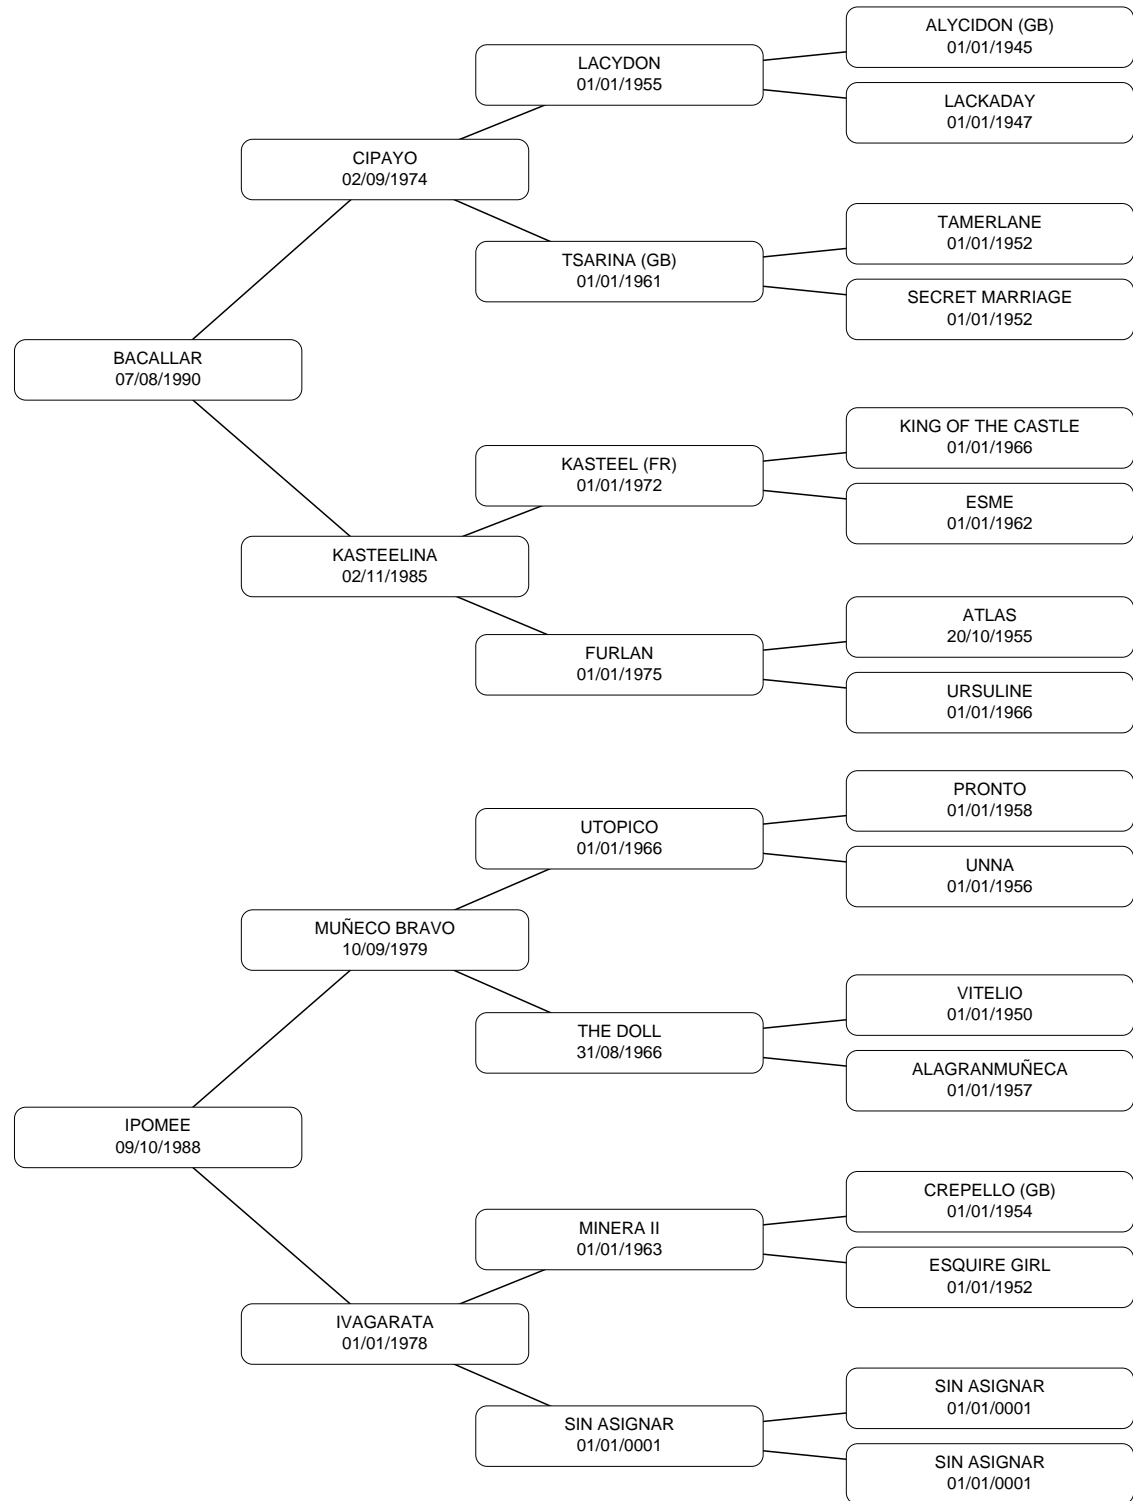 ALYCIDON (GB)
01/01/1945
LACYDON
01/01/1955
LACKADAY
01/01/1947
CIPAYO
02/09/1974
TAMERLANE
01/01/1952
TSARINA (GB)
01/01/1961
SECRET MARRIAGE
01/01/1952
BACALLAR
07/08/1990
KING OF THE CASTLE
01/01/1966
KASTEEL (FR)
01/01/1972
ESME
01/01/1962
KASTEELINA
02/11/1985
ATLAS
20/10/1955
FURLAN
01/01/1975
URSULINE
01/01/1966
PRONTO
01/01/1958
UTOPICO
01/01/1966
UNNA
01/01/1956
MUÑECO BRAVO
10/09/1979
VITELIO
01/01/1950
THE DOLL
31/08/1966
ALAGRANMUÑECA
01/01/1957
IPOMEE
09/10/1988
CREPELLO (GB)
01/01/1954
MINERA II
01/01/1963
ESQUIRE GIRL
01/01/1952
IVAGARATA
01/01/1978
SIN ASIGNAR
01/01/0001
SIN ASIGNAR
01/01/0001
SIN ASIGNAR
01/01/0001